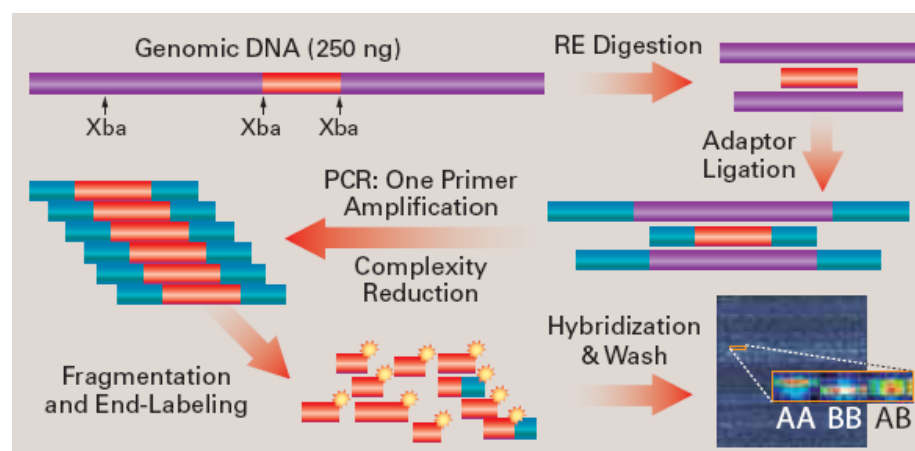 Genomic DNA (250 ng)
RE Digestion
Xba
Xba
Xba
Adaptor
Ligation
PCR: One Primer
Amplification
Complexity
Reduction
Fragmentation
and End-Labeling
Hybridization
& Wash
AA BB AB